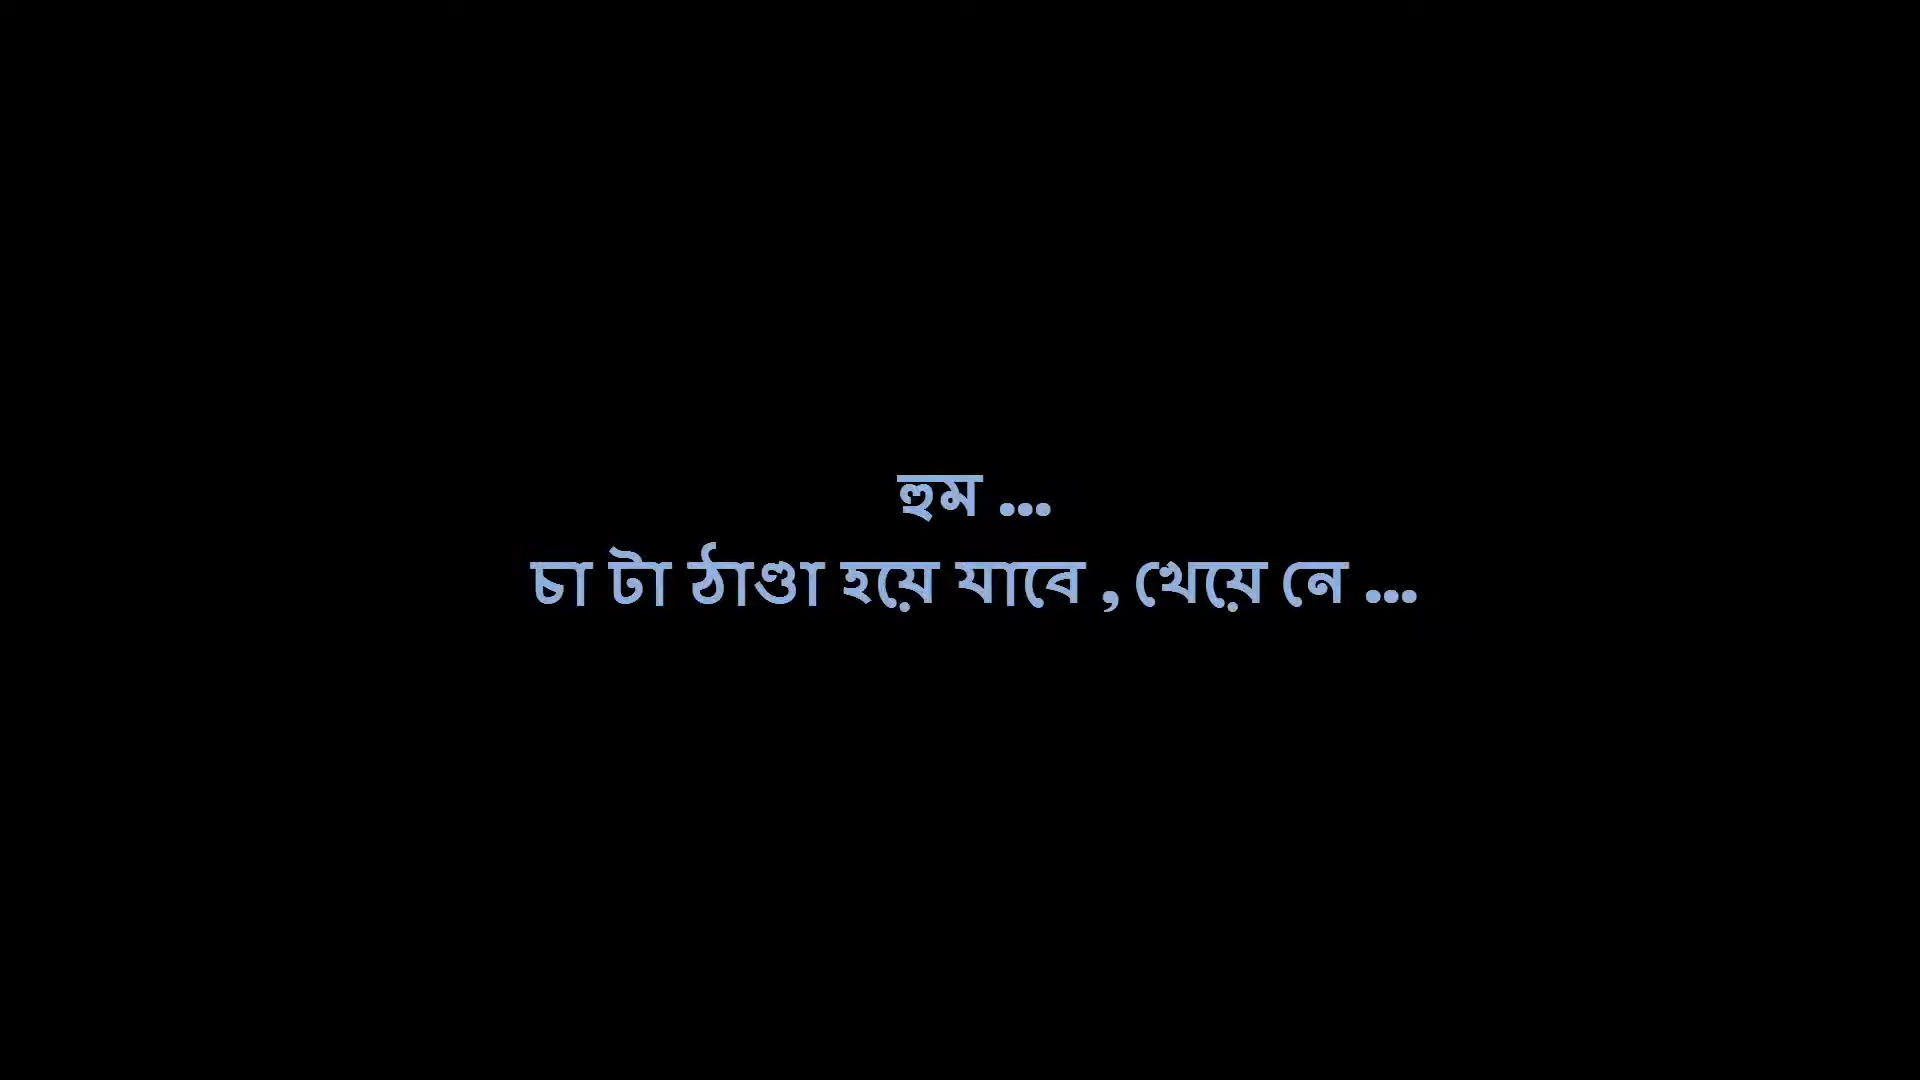 হুম ...
চা টা ঠাণ্ডা হয়ে যাবে , খেয়ে নে ...